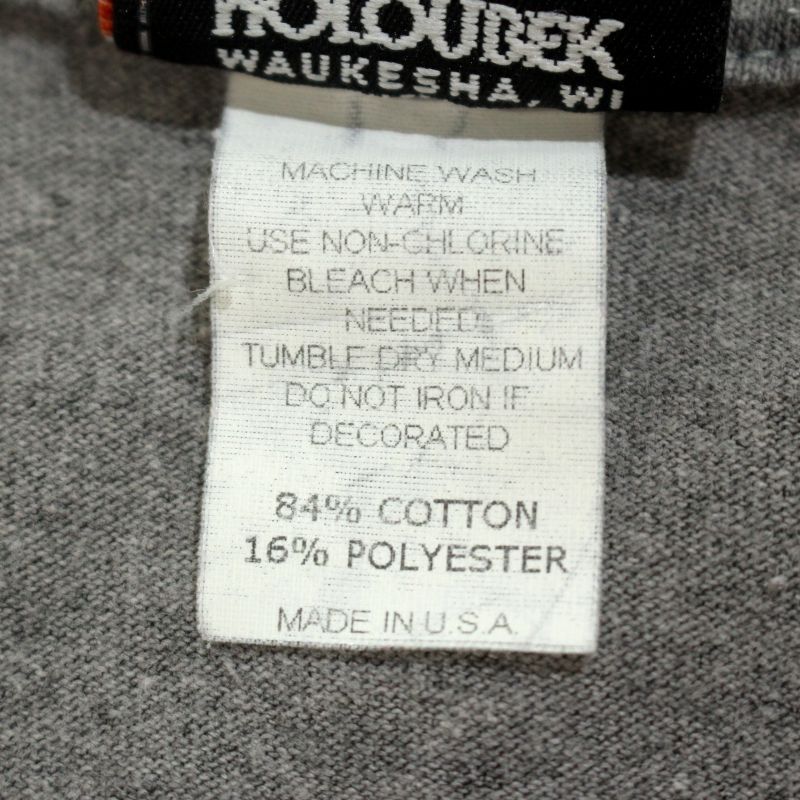 HOLOUBEK
WAUKESHA, WI
MACHINE WASH
WARM
USE NON-CHLORINE
BLEACH WHEN
NEEDED
TUMBLE DRY MEDIUM
DO NOT IRON IF
DECORATED
84% COTTON
16% POLYESTER
MADE IN U.S.A.